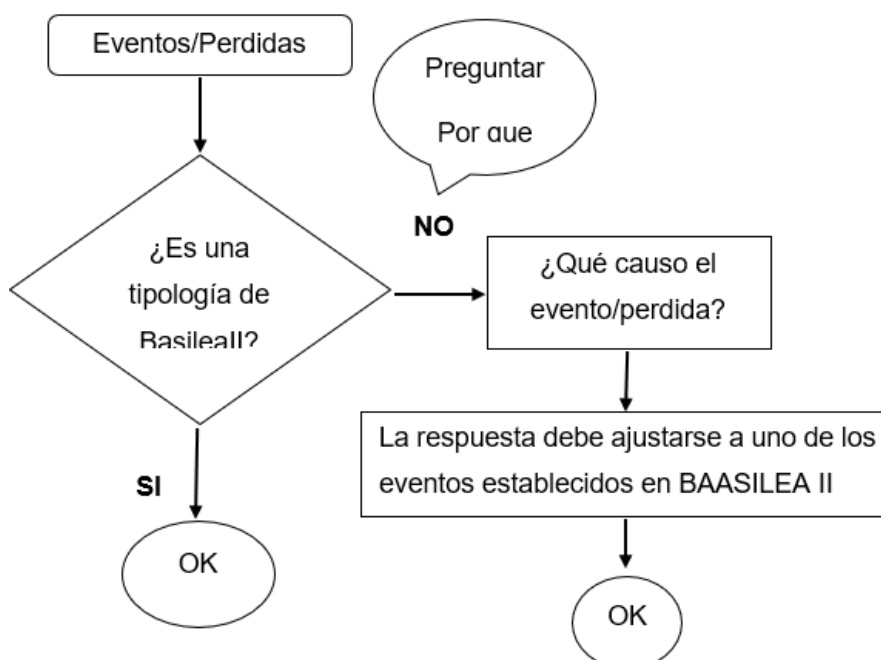 Eventos/Perdidas
Preguntar
Por que
¿Es una
tipología de
BasileaII?
NO
¿Qué causo el
evento/perdida?
La respuesta debe ajustarse a uno de los
eventos establecidos en BAASILEA II
SI
OK
OK